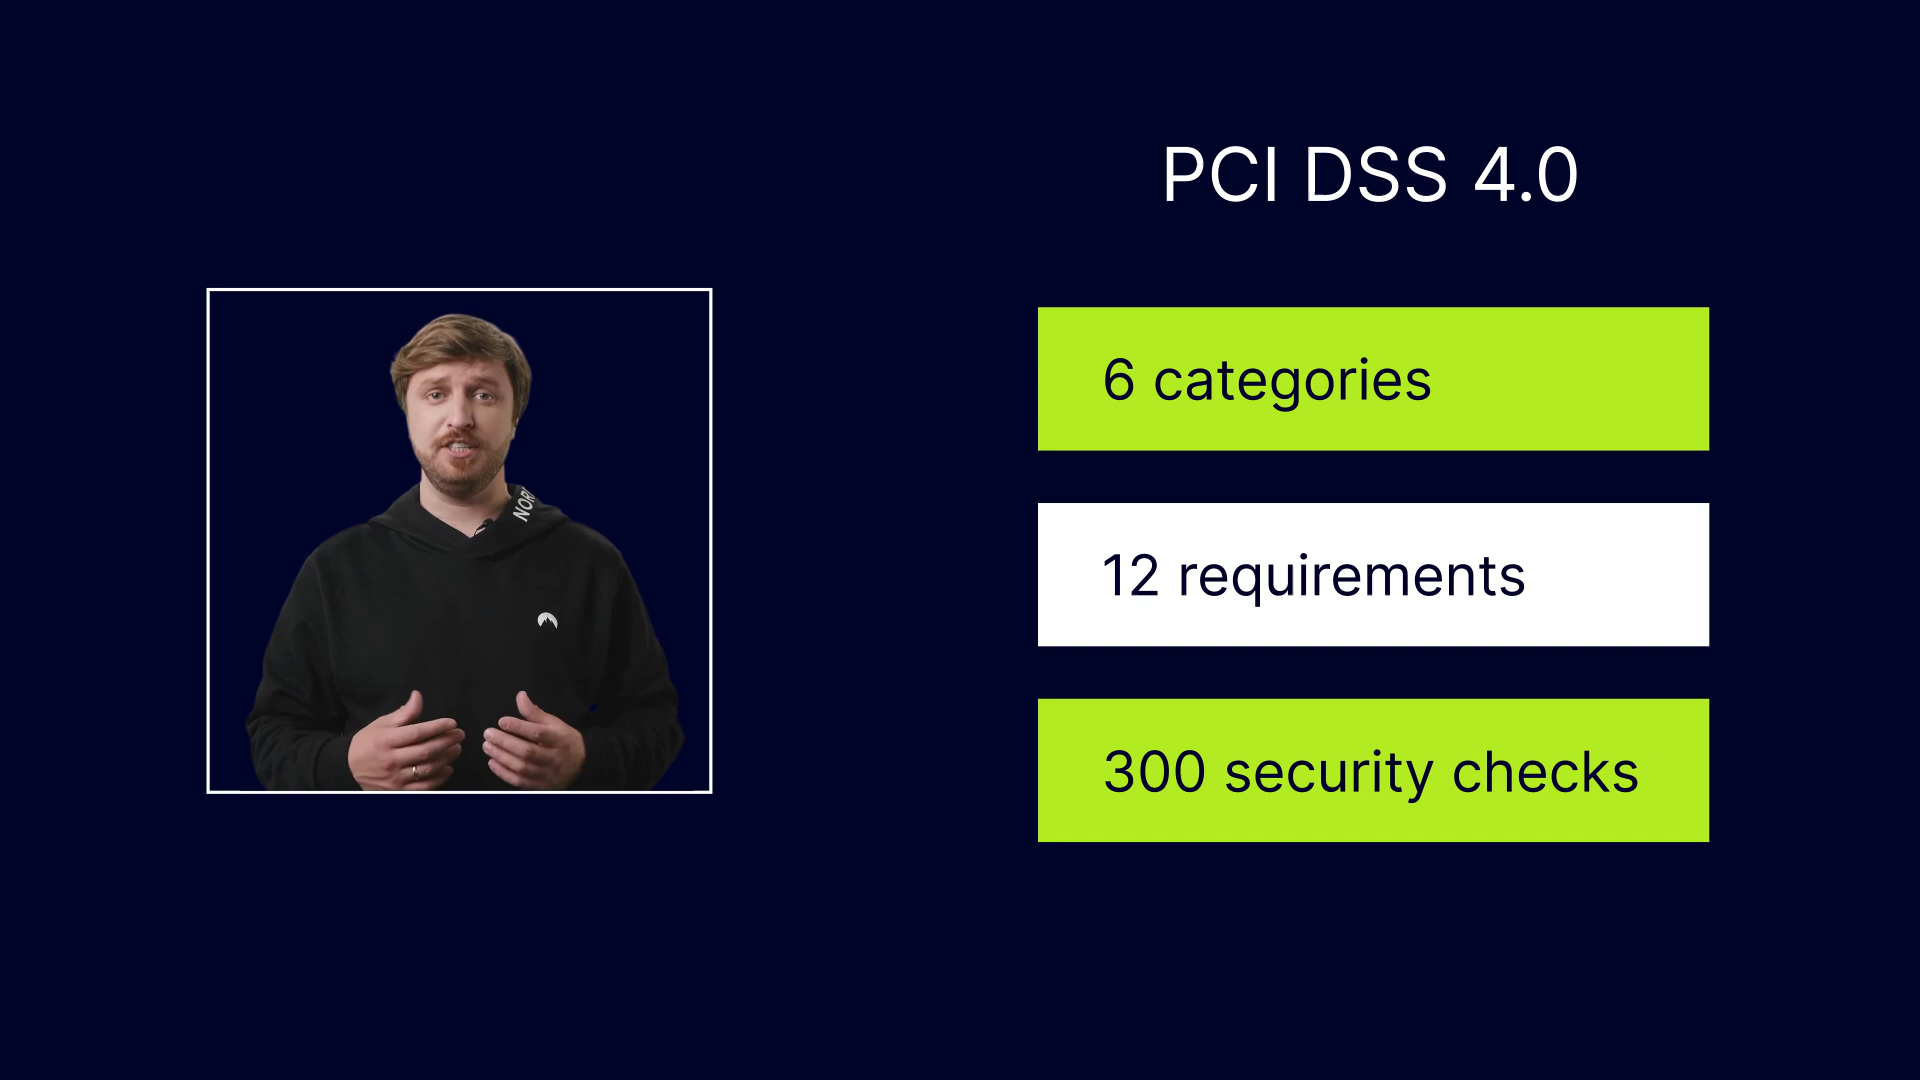 PCI DSS 4.0
6 categories
12 requirements
300 security checks